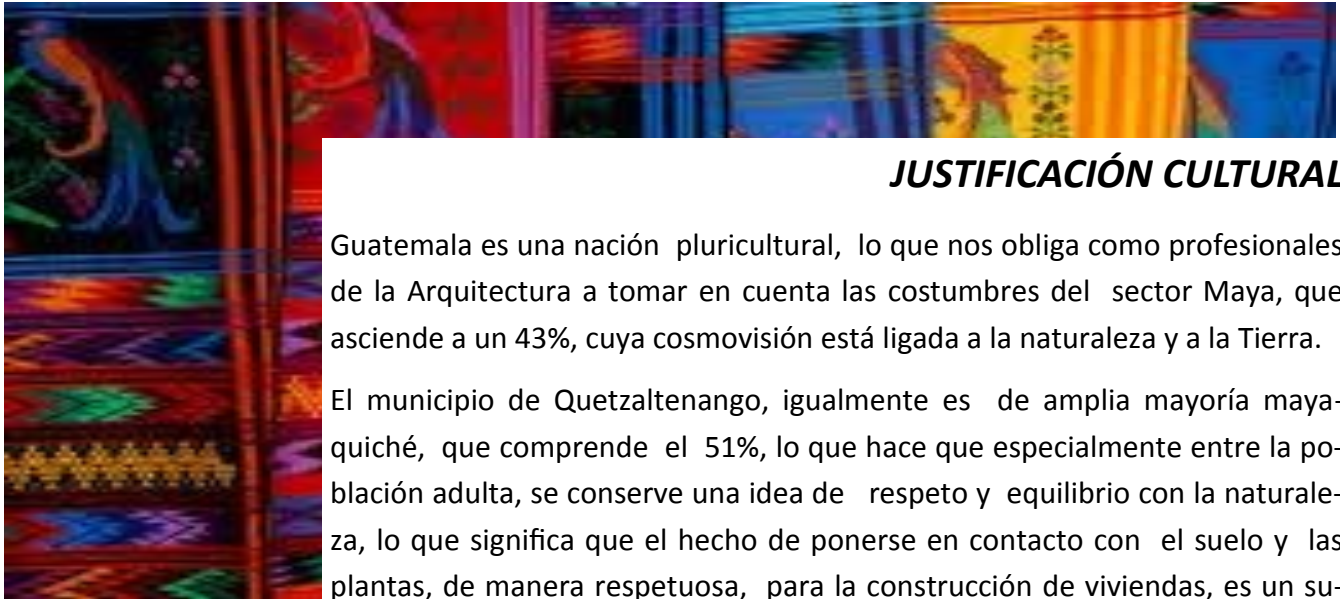 JUSTIFICACIÓN CULTURAL
Guatemala es una nación pluricultural, lo que nos obliga como profesionales
de la Arquitectura a tomar en cuenta las costumbres del sector Maya, que
asciende a un 43%, cuya cosmovisión está ligada a la naturaleza y a la Tierra.
El municipio de Quetzaltenango, igualmente es de amplia mayoría maya-
quiché, que comprende el 51%, lo que hace que especialmente entre la po-
blación adulta, se conserve una idea de respeto y equilibrio con la naturale-
za, lo que significa que el hecho de ponerse en contacto con el suelo y las
plantas, de manera respetuosa, para la construcción de viviendas, es un su-